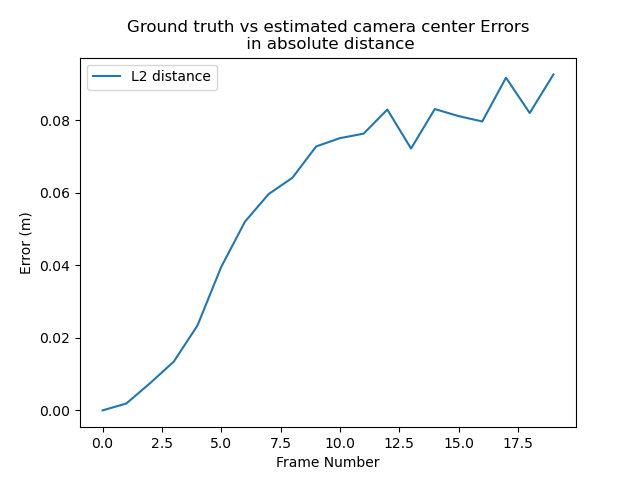 Ground truth vs estimated camera center Errors
in absolute distance
L2 distance
0.08
0.06
0.04
0.02
0.00
Error (m)
0.0 2.5 5.0 7.5 10.0 12.5 15.0 17.5
Frame Number